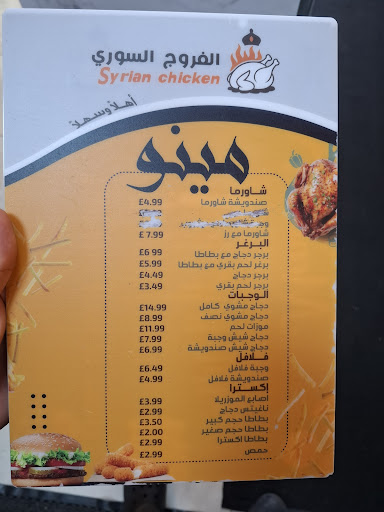 الفروج السوري
Syrian chicken
أهلاً وسهلاً
مينو
شاورما
صندويشة شاورما £4.99
شاورما مع رز £7.99
البرغر
برجر دجاج مع بطاطا £6.99
برغر لحم بقري مع بطاطا £5.99
برجر دجاج £4.49
برجر لحم بقري £3.49
الوجبات
دجاج مشوي كامل £14.99
دجاج مشوي نصف £8.99
موزات لحم £11.99
دجاج شيش وجبة £7.99
دجاج شيش صندويشة £6.99
فلافل
وجبة فلافل £6.49
صندويشة فلافل £4.99
إكسترا
أصابع الموزريلا £3.99
ناغيتس دجاج £2.99
بطاطا حجم كبير £3.50
بطاطا حجم صغير £2.00
بطاطا اكسترا £2.99
حمص £2.99